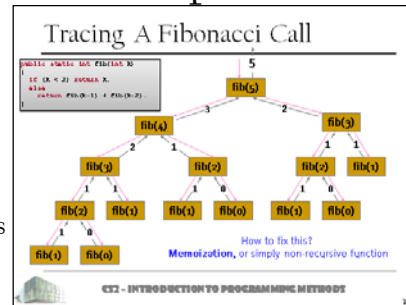 Tracing A Fibonacci Call
public static int fib(int k)
{
if (k < 2) return k;
else
return fib(k-1) + fib(k-2);
}
5
fib(5)
3 2
fib(4) fib(3)
2 1 1 1
fib(3) fib(2) fib(2) fib(1)
1 1 1 0 1 0
fib(2) fib(1) fib(1) fib(0) fib(1) fib(0)
1 0
fib(1) fib(0)
How to fix this?
Memoization, or simply non-recursive function
CS2 - INTRODUCTION TO PROGRAMMING METHODS
s